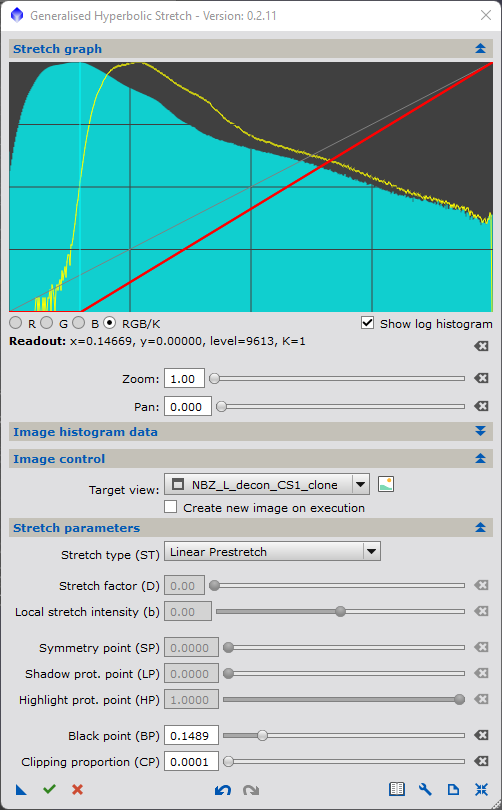 Generalised Hyperbolic Stretch - Version: 0.2.11
Stretch graph
R G B RGB/K Show log histogram
Readout: x=0.14669, y=0.00000, level=9613, K=1
Zoom: 1.00
Pan: 0.000
Image histogram data
Image control
Target view: NBZ_L_decon_CS1_clone
Create new image on execution
Stretch parameters
Stretch type (ST) Linear Prestretch
Stretch factor (D) 0.00
Local stretch intensity (b) 0.00
Symmetry point (SP) 0.0000
Shadow prot. point (LP) 0.0000
Highlight prot. point (HP) 1.0000
Black point (BP) 0.1489
Clipping proportion (CP) 0.0001